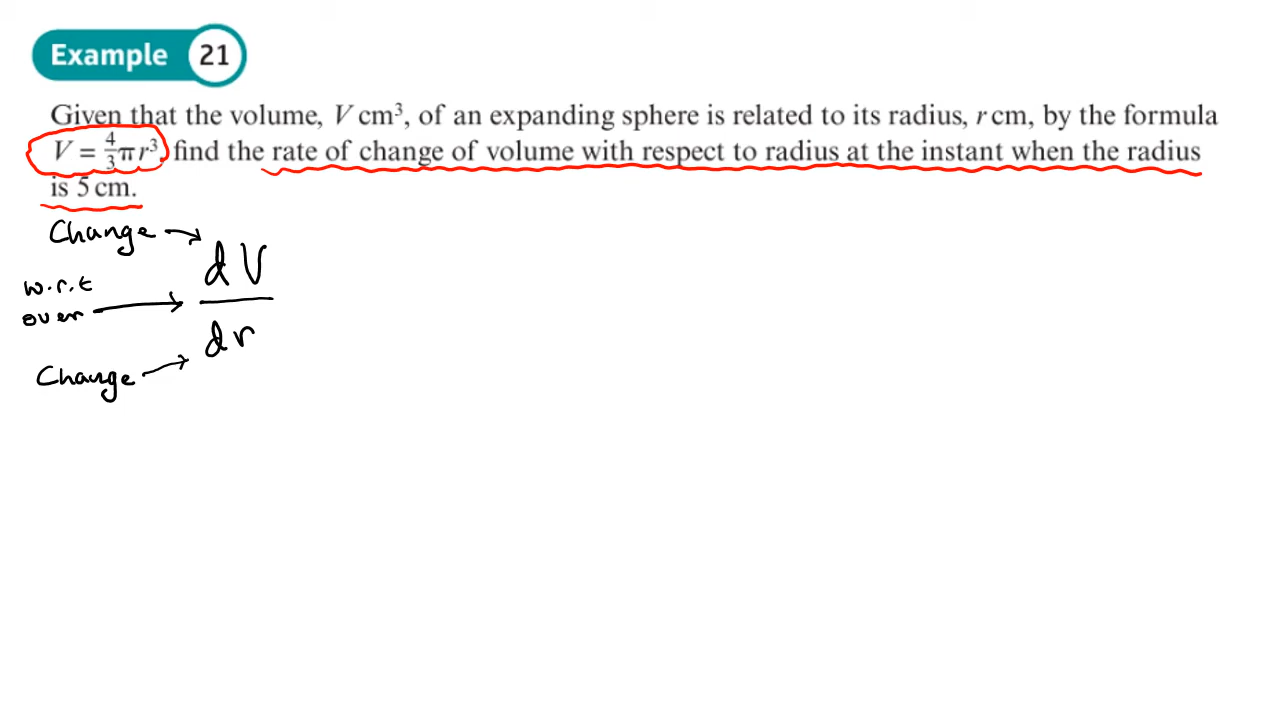 Example 21
Given that the volume, V cm³, of an expanding sphere is related to its radius, r cm, by the formula
V = 4/3 πr³, find the rate of change of volume with respect to radius at the instant when the radius
is 5 cm.
Change → dV
w.r.t
over →
Change → dr